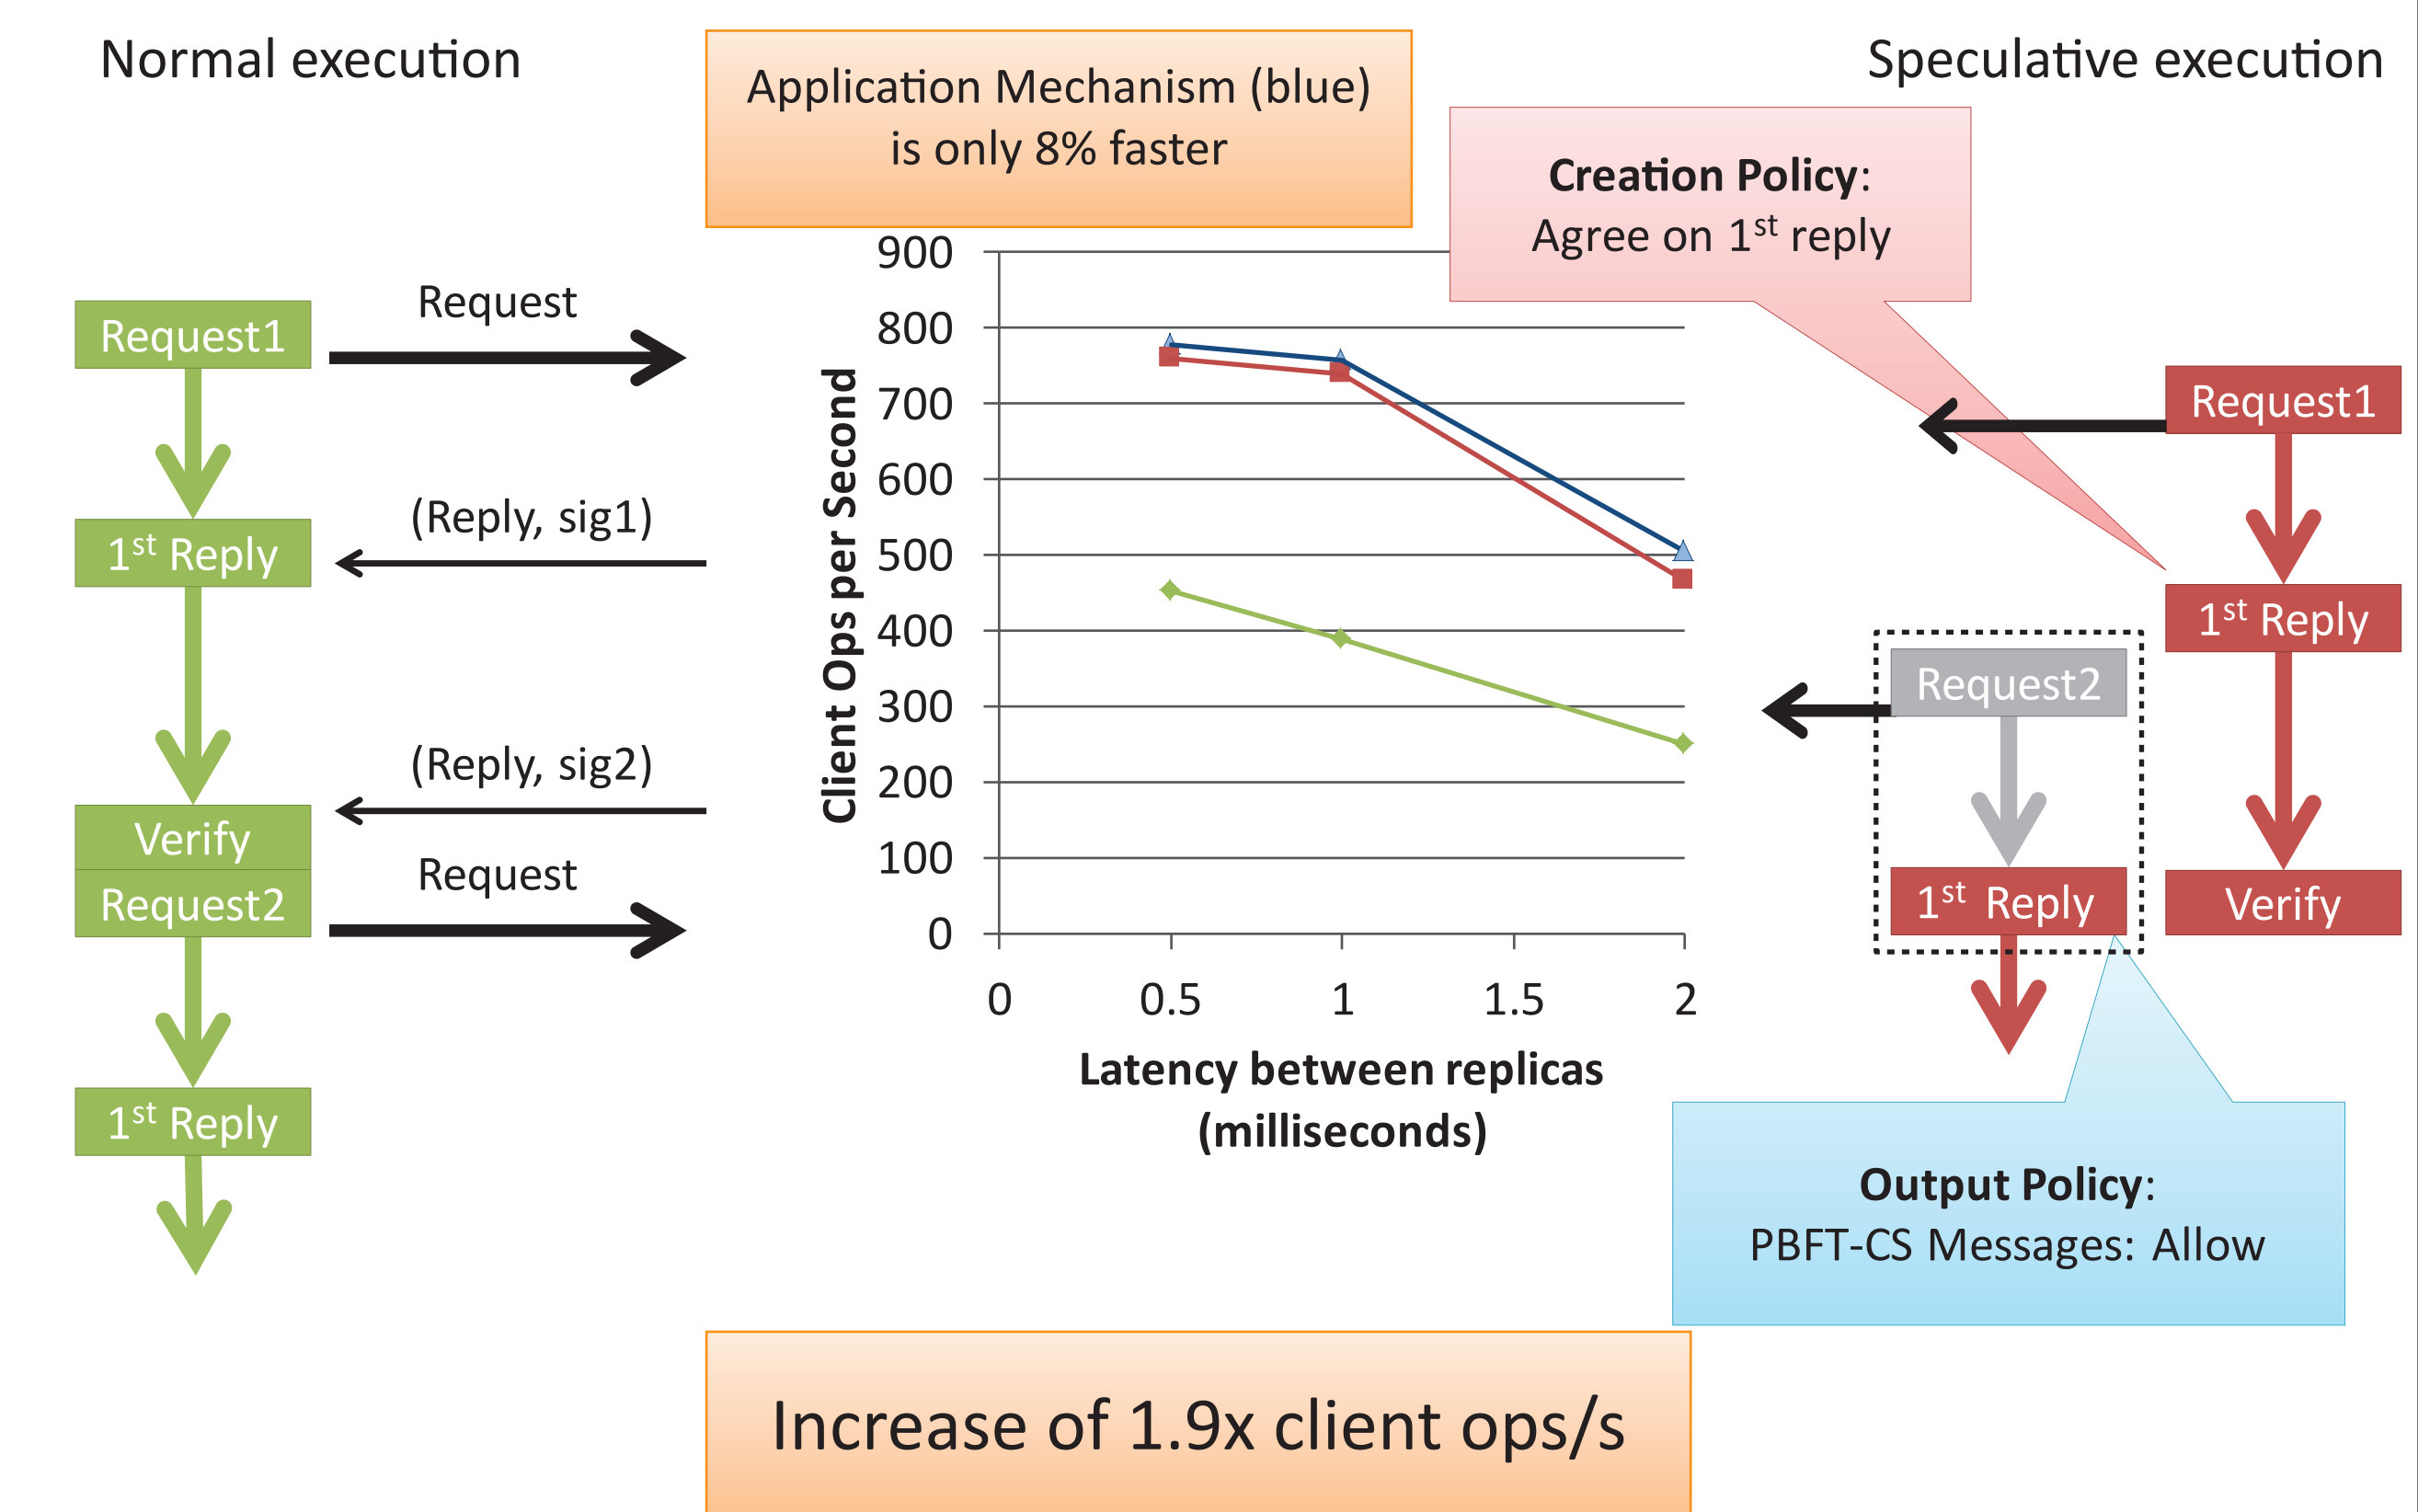 Normal execution
Application Mechanism (blue)
is only 8% faster
Speculative execution
Creation Policy:
Agree on 1st reply
Request1
Request
1st Reply
(Reply, sig1)
(Reply, sig2)
Verify
Request2
Request
1st Reply
Client Ops per Second
900
800
700
600
500
400
300
200
100
0
0 0.5 1 1.5 2
Latency between replicas
(milliseconds)
Request1
1st Reply
Request2
1st Reply
Verify
Output Policy:
PBFT-CS Messages: Allow
Increase of 1.9x client ops/s